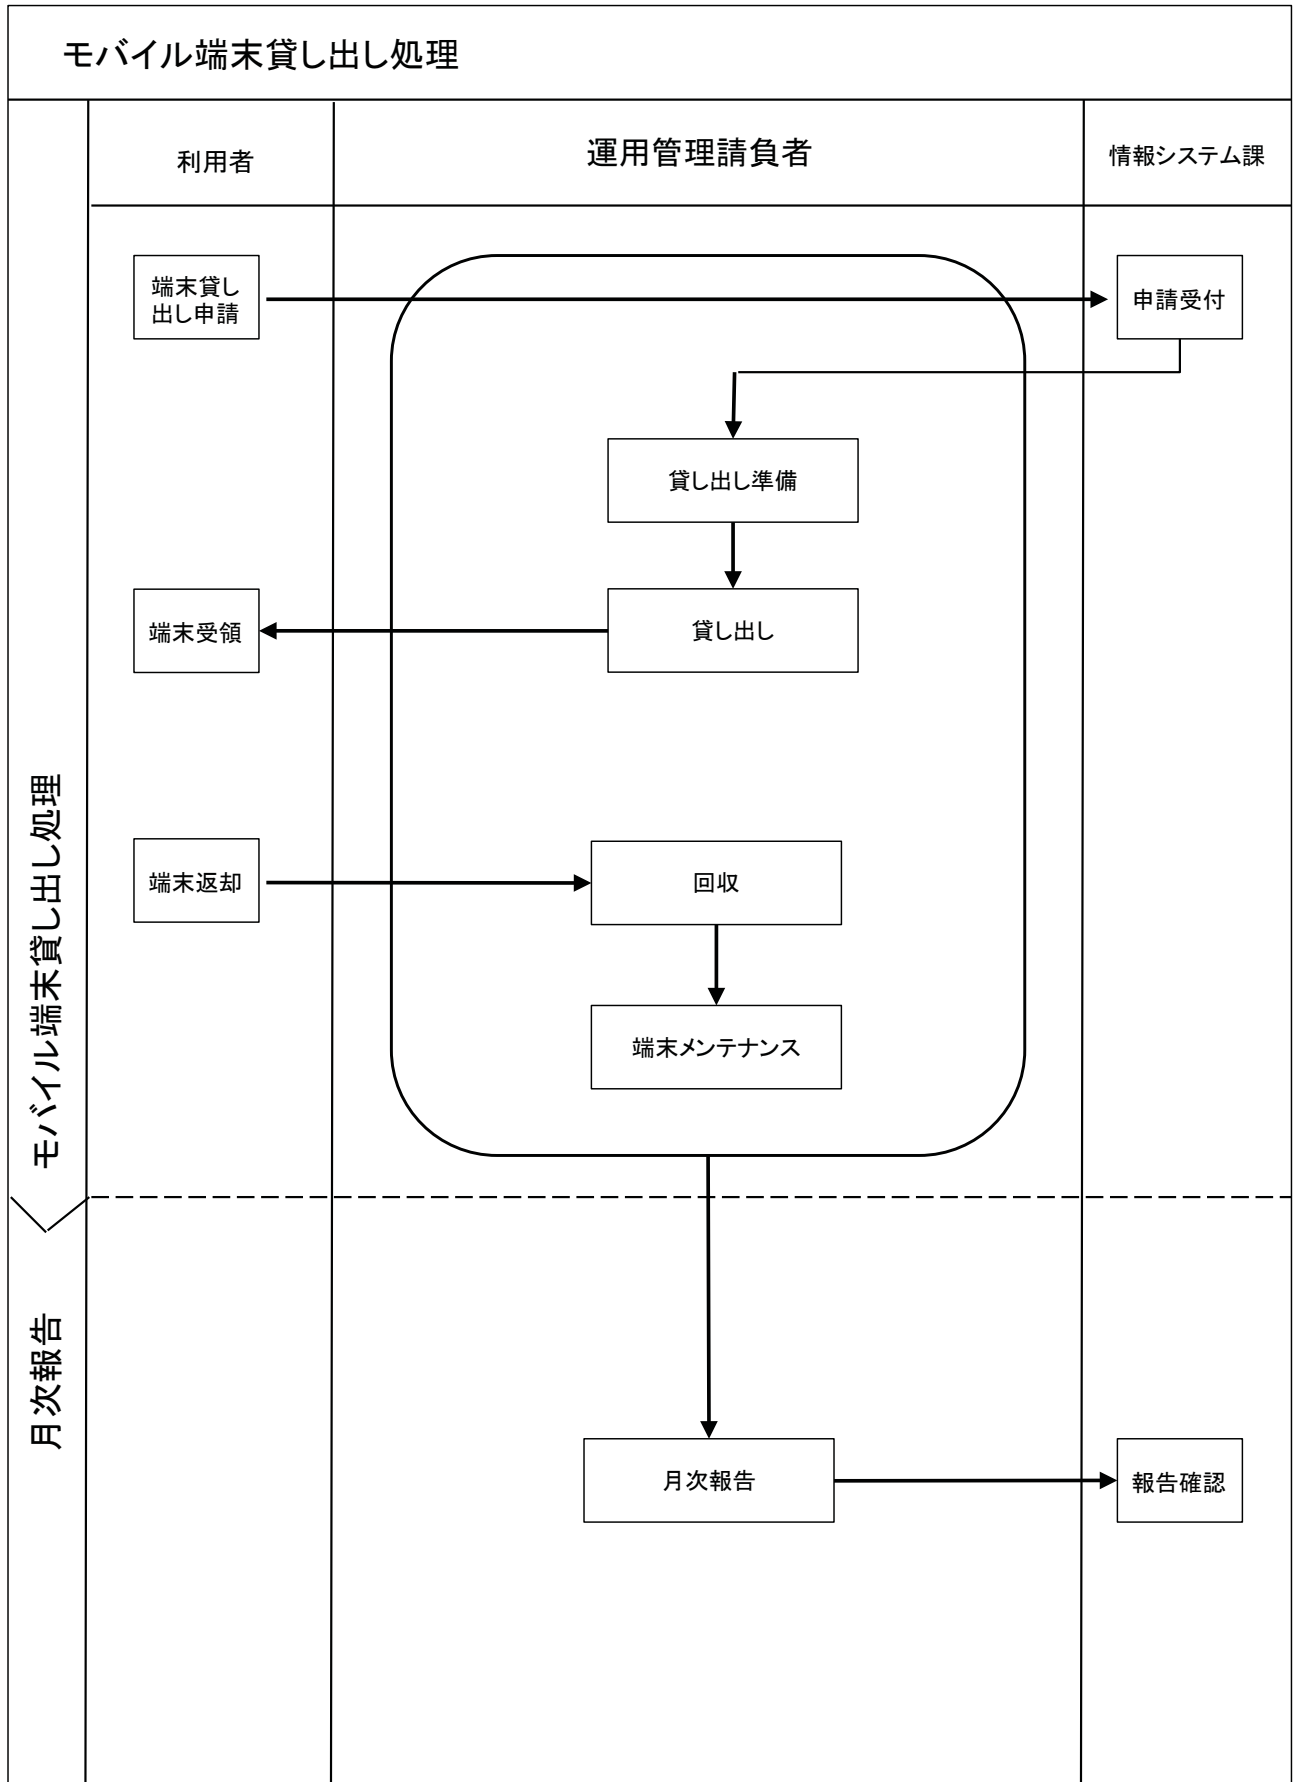 モバイル端末貸し出し処理
利用者
運用管理請負者
情報システム課
端末貸し
出し申請
申請受付
貸し出し準備
貸し出し
端末受領
端末返却
回収
端末メンテナンス
モバイル端末貸し出し処理
月次報告
月次報告
報告確認